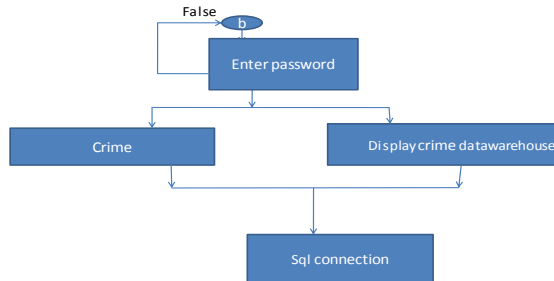 False
b
Enter password
Crime
Display crime datawarehouse
Sql connection